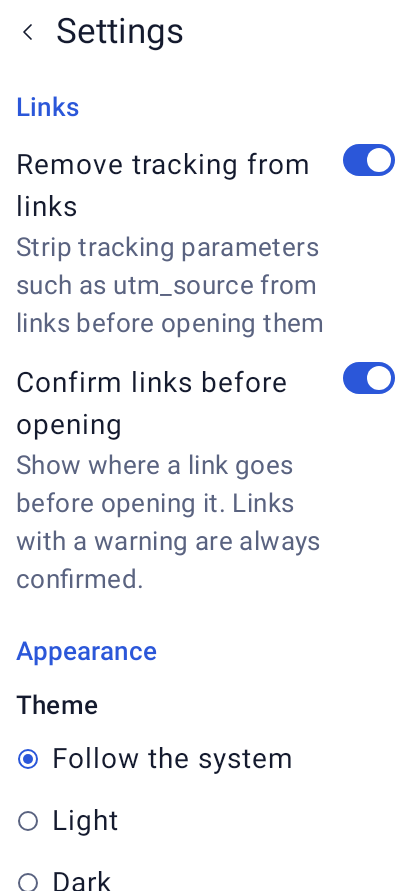 Settings
Links
Remove tracking from
links
Strip tracking parameters
such as utm_source from
links before opening them
Confirm links before
opening
Show where a link goes
before opening it. Links
with a warning are always
confirmed.
Appearance
Theme
Follow the system
Light
Dark